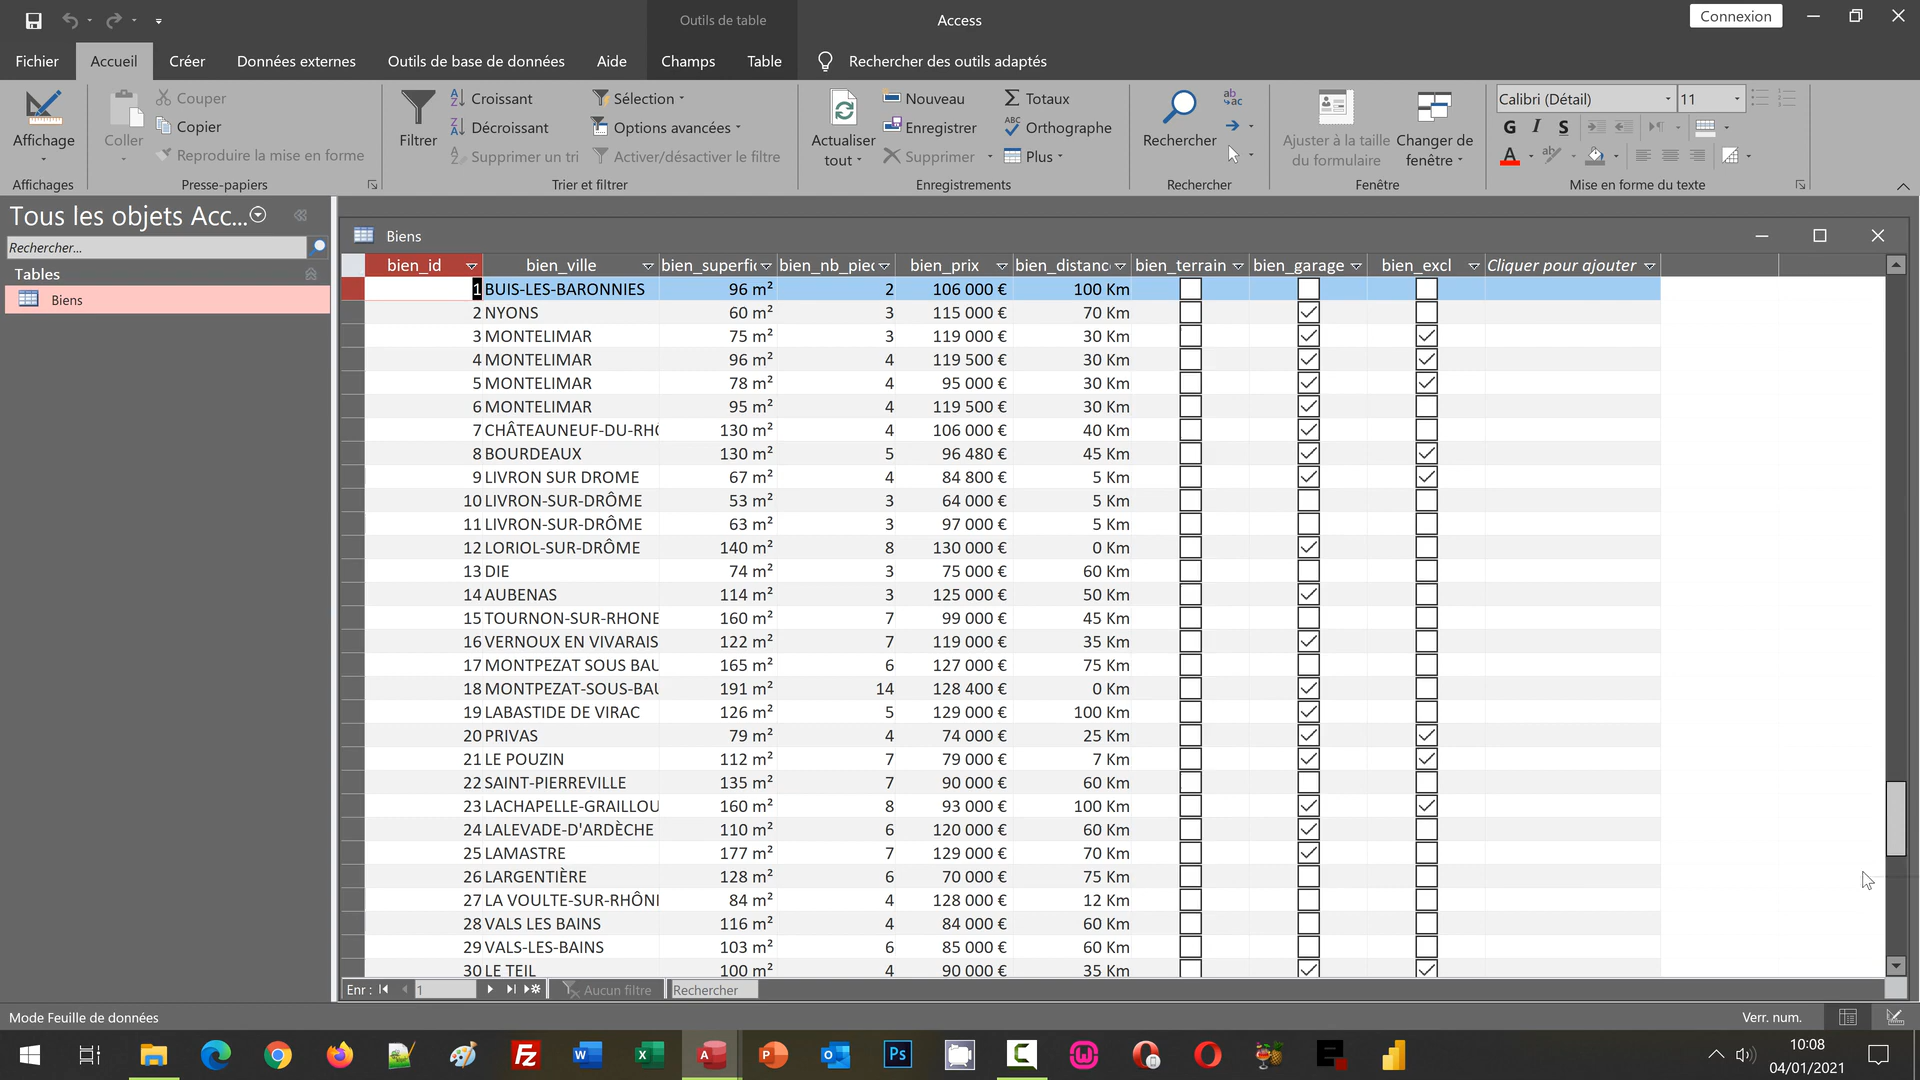 Outils de table
Access
Connexion
Fichier Accueil Créer Données externes Outils de base de données Aide Champs Table Rechercher des outils adaptés
Affichage
Affichages
Coller
Couper
Copier
Reproduire la mise en forme
Presse-papiers
Filtrer
Croissant
Décroissant
Supprimer un tri
Sélection
Options avancées
Activer/désactiver le filtre
Trier et filtrer
Actualiser
tout
Nouveau
Enregistrer
Supprimer
Totaux
Orthographe
Plus
Enregistrements
Rechercher
Rechercher
Ajuster à la taille
du formulaire
Changer de
fenêtre
Fenêtre
Calibri (Détail) 11
G I S
Mise en forme du texte
Tous les objets Acc...
Rechercher...
Tables
Biens
Biens
bien_id bien_ville bien_superfic bien_nb_piec bien_prix bien_distanc bien_terrain bien_garage bien_excl Cliquer pour ajouter
1 BUIS-LES-BARONNIES 96 m² 2 106 000 € 100 Km
2 NYONS 60 m² 3 115 000 € 70 Km
3 MONTELIMAR 75 m² 3 119 000 € 30 Km
4 MONTELIMAR 96 m² 4 119 500 € 30 Km
5 MONTELIMAR 78 m² 4 95 000 € 30 Km
6 MONTELIMAR 95 m² 4 119 500 € 30 Km
7 CHÂTEAUNEUF-DU-RHO 130 m² 4 106 000 € 40 Km
8 BOURDEAUX 130 m² 5 96 480 € 45 Km
9 LIVRON SUR DROME 67 m² 4 84 800 € 5 Km
10 LIVRON-SUR-DRÔME 53 m² 3 64 000 € 5 Km
11 LIVRON-SUR-DRÔME 63 m² 3 97 000 € 5 Km
12 LORIOL-SUR-DRÔME 140 m² 8 130 000 € 0 Km
13 DIE 74 m² 3 75 000 € 60 Km
14 AUBENAS 114 m² 3 125 000 € 50 Km
15 TOURNON-SUR-RHONE 160 m² 7 99 000 € 45 Km
16 VERNOUX EN VIVARAIS 122 m² 7 119 000 € 35 Km
17 MONTPEZAT SOUS BAU 165 m² 6 127 000 € 75 Km
18 MONTPEZAT-SOUS-BAU 191 m² 14 128 400 € 0 Km
19 LABASTIDE DE VIRAC 126 m² 5 129 000 € 100 Km
20 PRIVAS 79 m² 4 74 000 € 25 Km
21 LE POUZIN 112 m² 7 79 000 € 7 Km
22 SAINT-PIERREVILLE 135 m² 7 90 000 € 60 Km
23 LACHAPELLE-GRAILLOU 160 m² 8 93 000 € 100 Km
24 LALEVADE-D'ARDÈCHE 110 m² 6 120 000 € 60 Km
25 LAMASTRE 177 m² 7 129 000 € 70 Km
26 LARGENTIÈRE 128 m² 6 70 000 € 75 Km
27 LA VOULTE-SUR-RHÔNI 84 m² 4 128 000 € 12 Km
28 VALS LES BAINS 116 m² 4 84 000 € 60 Km
29 VALS-LES-BAINS 103 m² 6 85 000 € 60 Km
30 LE TEIL 100 m² 4 90 000 € 35 Km
Enr : 1 Aucun filtre Rechercher
Mode Feuille de données
Verr. num.
10:08
04/01/2021